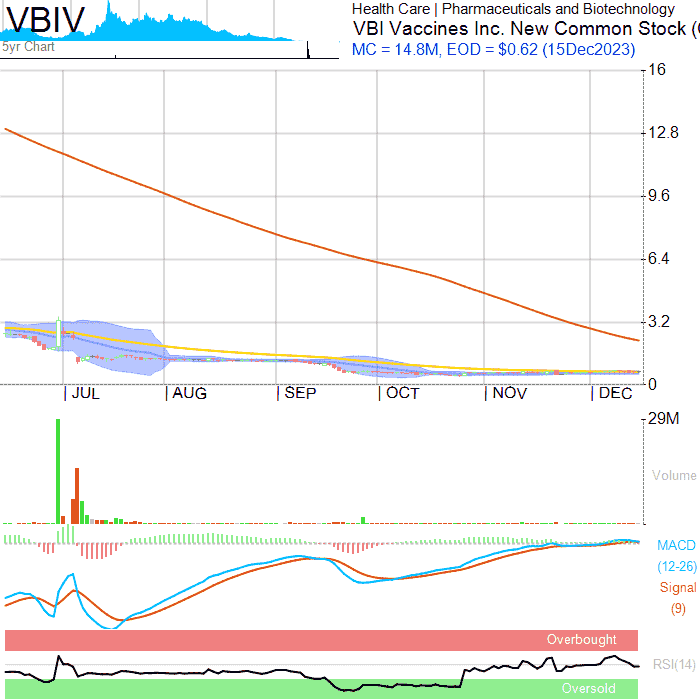 VBIV
5yr Chart
Health Care | Pharmaceuticals and Biotechnology
VBI Vaccines Inc. New Common Stock (
MC = 14.8M, EOD = $0.62 (15Dec2023)
16
12.8
9.6
6.4
3.2
0
JUL AUG SEP OCT NOV DEC
29M
Volume
MACD
(12-26)
Signal
(9)
Overbought
RSI(14)
Oversold